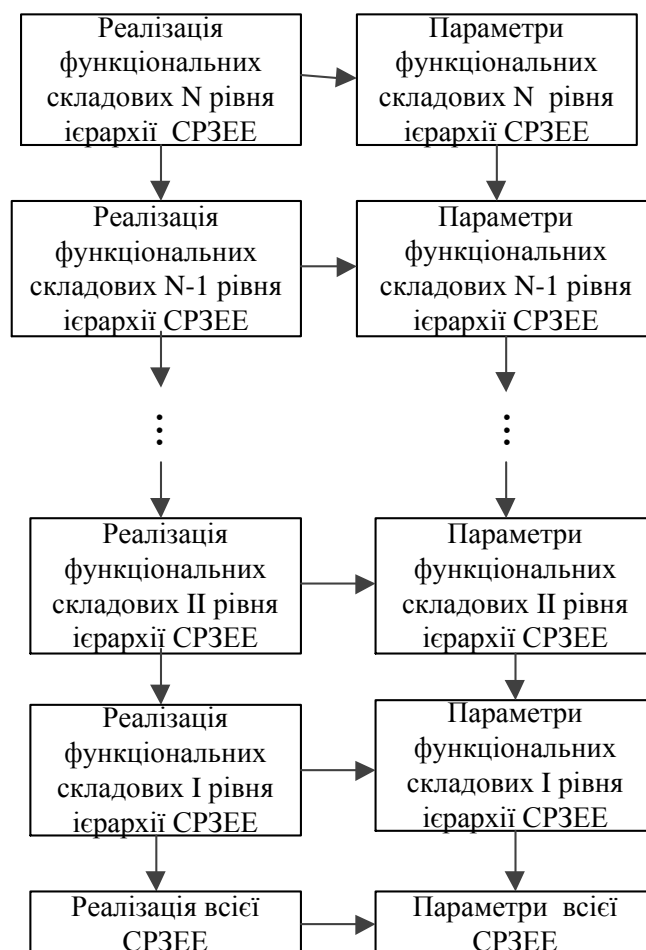 Реалізація
функціональних
складових N рівня
ієрархії СРЗЕЕ
Параметри
функціональних
складових N рівня
ієрархії СРЗЕЕ
Реалізація
функціональних
складових N-1 рівня
ієрархії СРЗЕЕ
Параметри
функціональних
складових N-1 рівня
ієрархії СРЗЕЕ
Реалізація
функціональних
складових II рівня
ієрархії СРЗЕЕ
Параметри
функціональних
складових II рівня
ієрархії СРЗЕЕ
Реалізація
функціональних
складових I рівня
ієрархії СРЗЕЕ
Параметри
функціональних
складових I рівня
ієрархії СРЗЕЕ
Реалізація всієї
СРЗЕЕ
Параметри всієї
СРЗЕЕ